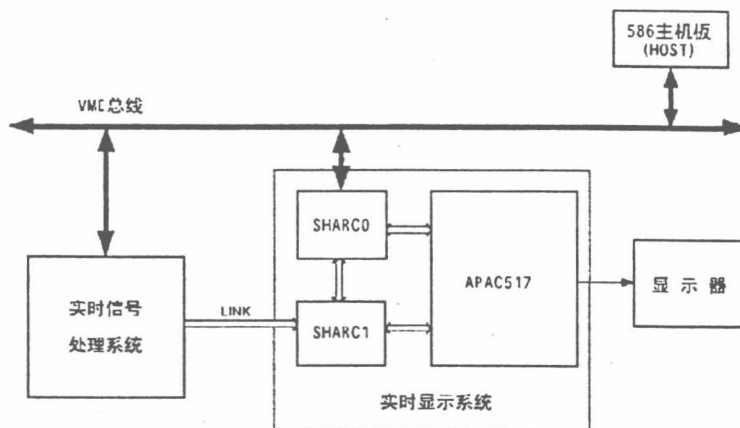 586主机板
(HOST)
VME总线
SHARC0
APAC517
显 示 器
实时信号
处理系统
LINK
SHARC1
实时显示系统